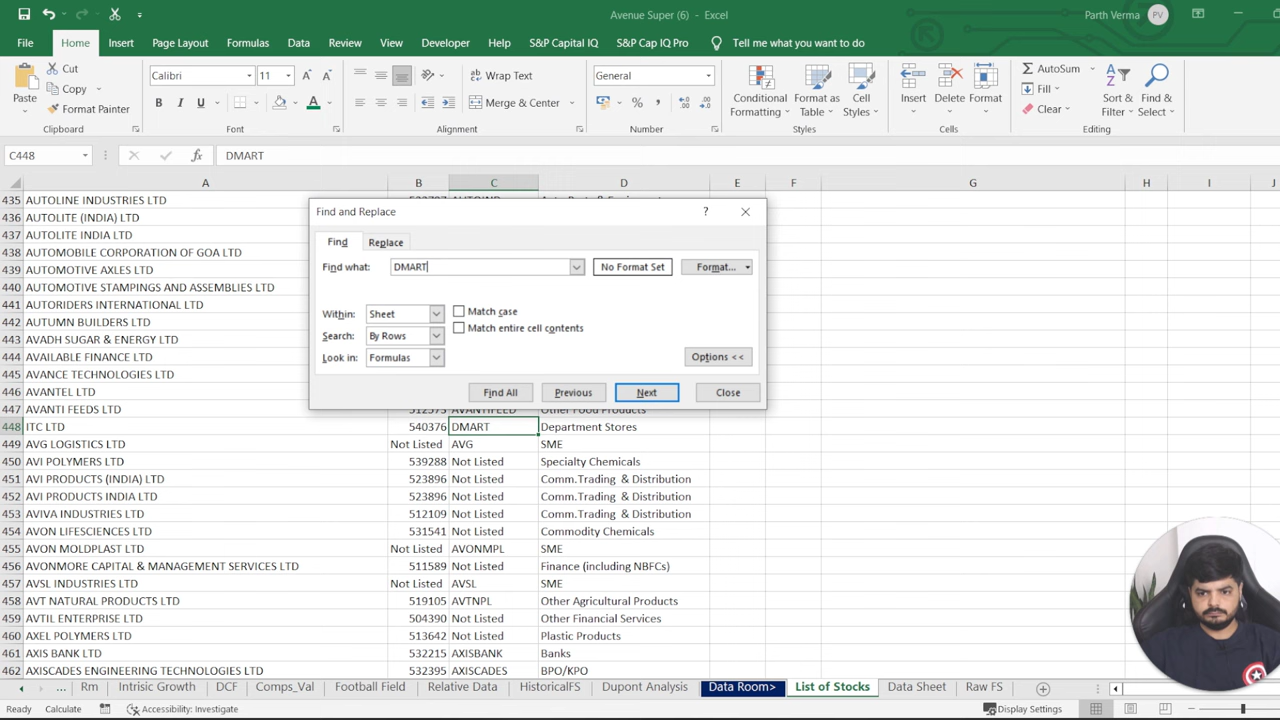 Avenue Super (6) - Excel
Parth Verma PV
File Home Insert Page Layout Formulas Data Review View Developer Help S&P Capital IQ S&P Cap IQ Pro Tell me what you want to do
Paste
Cut
Copy
Format Painter
Clipboard
Calibri 11
B I U
Font
Wrap Text
Merge & Center
Alignment
General
Number
Conditional Formatting
Format as Table
Cell Styles
Styles
Insert Delete Format
Cells
AutoSum
Fill
Clear
Sort & Filter
Find & Select
Editing
C448 fx DMART
A B C D E F G H I J
Find and Replace ?
Find Replace
Find what: DMART No Format Set Format...
Within: Sheet Match case
Search: By Rows Match entire cell contents
Look in: Formulas Options <<
Find All Previous Next Close
435 AUTOLINE INDUSTRIES LTD
436 AUTOLITE (INDIA) LTD
437 AUTOLITE INDIA LTD
438 AUTOMOBILE CORPORATION OF GOA LTD
439 AUTOMOTIVE AXLES LTD
440 AUTOMOTIVE STAMPINGS AND ASSEMBLIES LTD
441 AUTORIDERS INTERNATIONAL LTD
442 AUTUMN BUILDERS LTD
443 AVADH SUGAR & ENERGY LTD
444 AVAILABLE FINANCE LTD
445 AVANCE TECHNOLOGIES LTD
446 AVANTEL LTD
447 AVANTI FEEDS LTD 512573 AVANTIFEED Other Food Products
448 ITC LTD 540376 DMART Department Stores
449 AVG LOGISTICS LTD Not Listed AVG SME
450 AVI POLYMERS LTD 539288 Not Listed Specialty Chemicals
451 AVI PRODUCTS (INDIA) LTD 523896 Not Listed Comm.Trading & Distribution
452 AVI PRODUCTS INDIA LTD 523896 Not Listed Comm.Trading & Distribution
453 AVIVA INDUSTRIES LTD 512109 Not Listed Comm.Trading & Distribution
454 AVON LIFESCIENCES LTD 531541 Not Listed Commodity Chemicals
455 AVON MOLDPLAST LTD Not Listed AVONMPL SME
456 AVONMORE CAPITAL & MANAGEMENT SERVICES LTD 511589 Not Listed Finance (including NBFCs)
457 AVSL INDUSTRIES LTD Not Listed AVSL SME
458 AVT NATURAL PRODUCTS LTD 519105 AVTNPL Other Agricultural Products
459 AVTIL ENTERPRISE LTD 504390 Not Listed Other Financial Services
460 AXEL POLYMERS LTD 513642 Not Listed Plastic Products
461 AXIS BANK LTD 532215 AXISBANK Banks
462 AXISCADES ENGINEERING TECHNOLOGIES LTD 532395 AXISCADES BPO/KPO
... Rm Intrinsic Growth DCF Comps_Val Football Field Relative Data HistoricalFS Dupont Analysis Data Room> List of Stocks Data Sheet Raw FS
Ready Calculate Accessibility: Investigate Display Settings